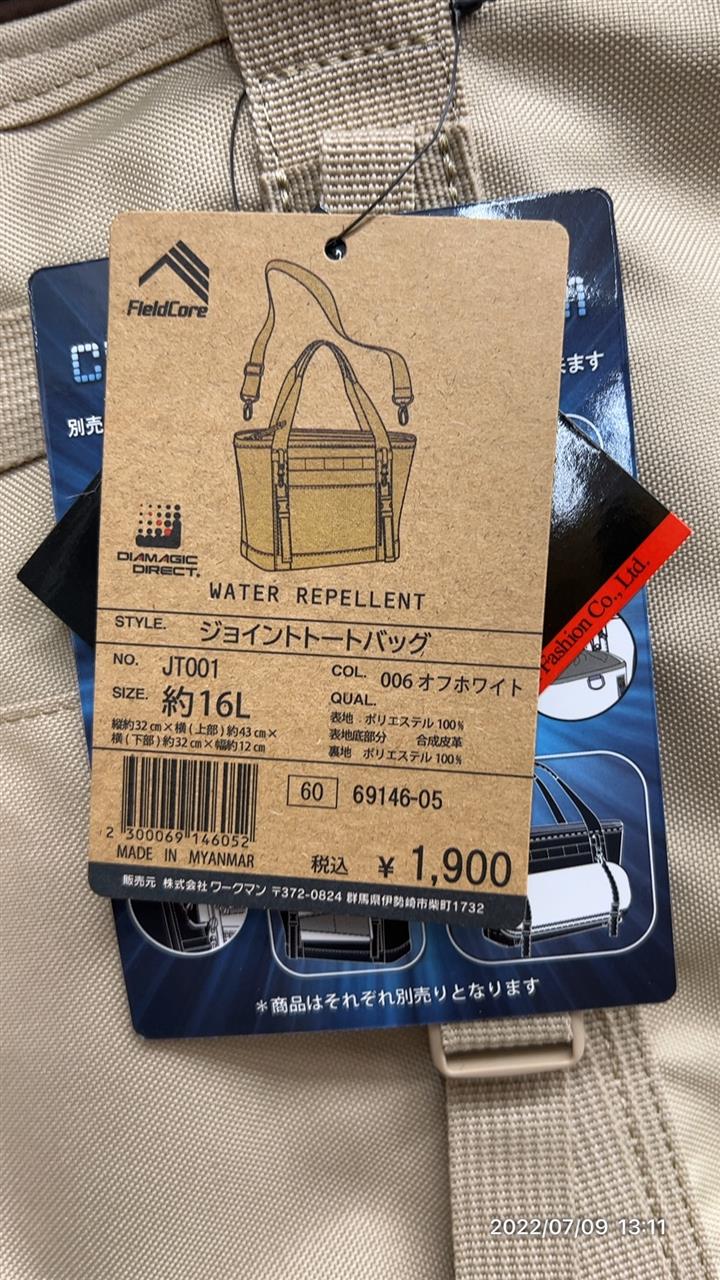 FieldCore
ます
別売
DIAMAGIC
DIRECT.
WATER REPELLENT
STYLE. ジョイントトートバッグ
NO. JT001
COL. 006 オフホワイト
SIZE. 約16L
QUAL.
縦約32㎝×横(上部)約43㎝×
横(下部)約32㎝×幅約12㎝
表地 ポリエステル100%
表地底部分 合成皮革
裏地 ポリエステル100%
60 69146-05
2 300069 146052
MADE IN MYANMAR
税込 ¥ 1,900
販売元 株式会社ワークマン 〒372-0824 群馬県伊勢崎市柴町1732
Fashion Co., Ltd.
*商品はそれぞれ別売りとなります
2022/07/09 13:11